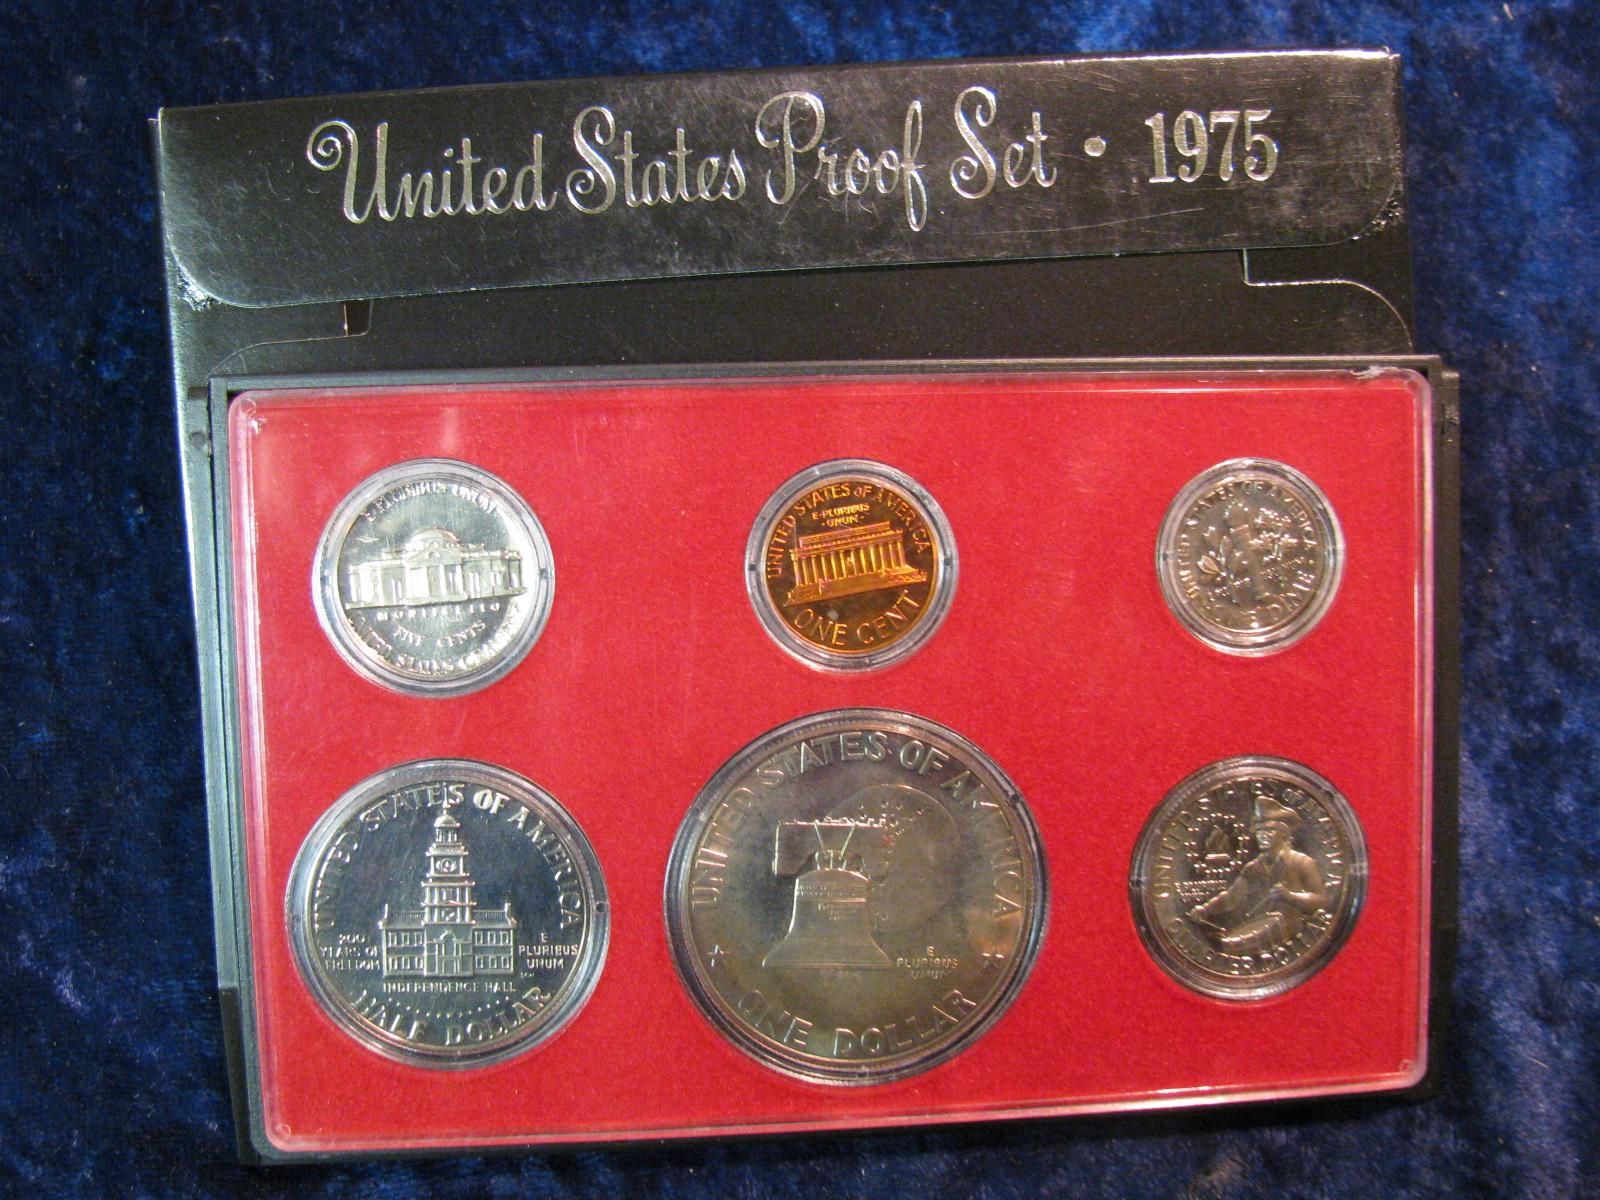 United States Proof Set · 1975
E·PLURIBUS UNUM
MONTICELLO
FIVE CENTS
UNITED STATES OF AMERICA
UNITED STATES OF AMERICA
E·PLURIBUS
·UNUM·
ONE CENT
UNITED STATES OF AMERICA
ONE DIME
UNITED STATES OF AMERICA
200
YEARS OF
FREEDOM
E
PLURIBUS
UNUM
INDEPENDENCE HALL
HALF DOLLAR
UNITED STATES OF AMERICA
E
PLURIBUS
UNUM
ONE DOLLAR
UNITED STATES OF AMERICA
E PLURIBUS
UNUM
QUARTER DOLLAR